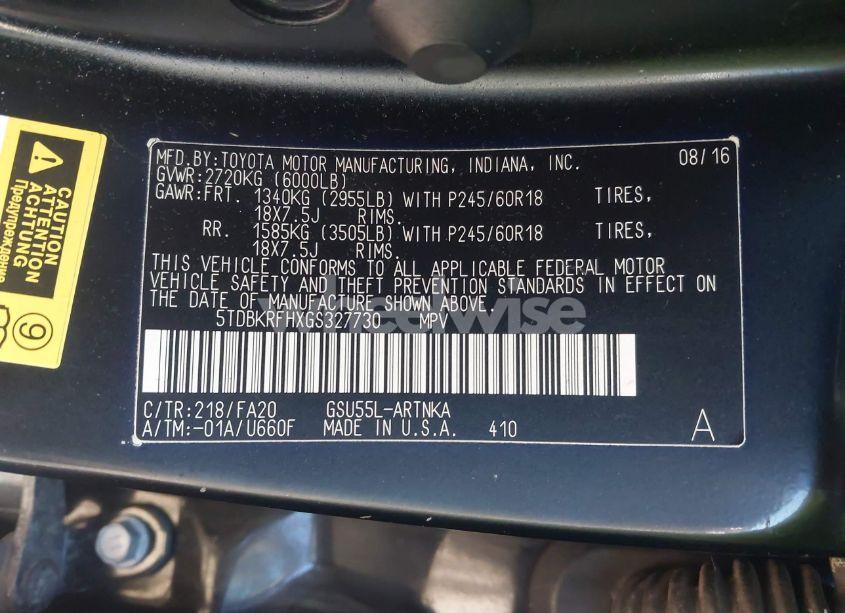 MFD.BY:TOYOTA MOTOR MANUFACTURING, INDIANA, INC. 08/16
GVWR:2720KG (6000LB)
GAWR:FRT. 1340KG (2955LB) WITH P245/60R18 TIRES,
18X7.5J RIMS.
RR. 1585KG (3505LB) WITH P245/60R18 TIRES,
18X7.5J RIMS.
THIS VEHICLE CONFORMS TO ALL APPLICABLE FEDERAL MOTOR
VEHICLE SAFETY AND THEFT PREVENTION STANDARDS IN EFFECT ON
THE DATE OF MANUFACTURE SHOWN ABOVE.
5TDBKRFHXGS327730 MPV
C/TR:218/FA20 GSU55L-ARTNKA
A/TM:-01A/U660F MADE IN U.S.A. 410 A
CAUTION
ATTENTION
ACHTUNG
Предупреждение
9